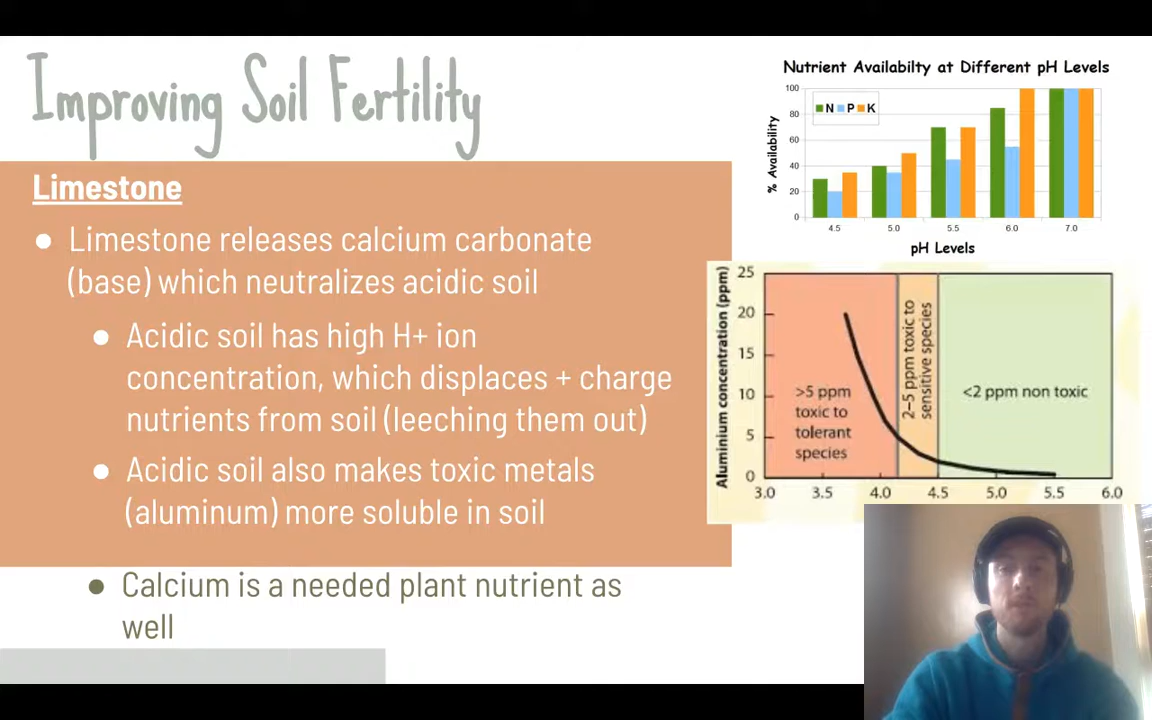 Improving Soil Fertility
Limestone
● Limestone releases calcium carbonate
(base) which neutralizes acidic soil
● Acidic soil has high H+ ion
concentration, which displaces + charge
nutrients from soil (leeching them out)
● Acidic soil also makes toxic metals
(aluminum) more soluble in soil
● Calcium is a needed plant nutrient as
well
Nutrient Availabilty at Different pH Levels
% Availability
100
80
60
40
20
0
N P K
4.5 5.0 5.5 6.0 7.0
pH Levels
Aluminium concentration (ppm)
25
20
15
10
5
0
>5 ppm
toxic to
tolerant
species
2–5 ppm toxic to
sensitive species
<2 ppm non toxic
3.0 3.5 4.0 4.5 5.0 5.5 6.0